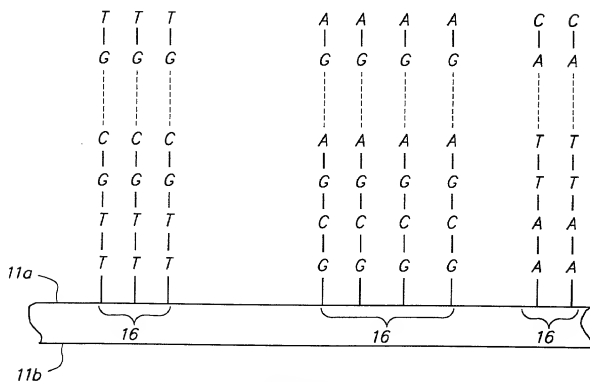 T T T A A A A C C
G G G G G G G A A
C C C A A A A T T
G G G G G G G T T
T T T C C C C A A
T T T G G G G A A
11a
16 16 16
11b